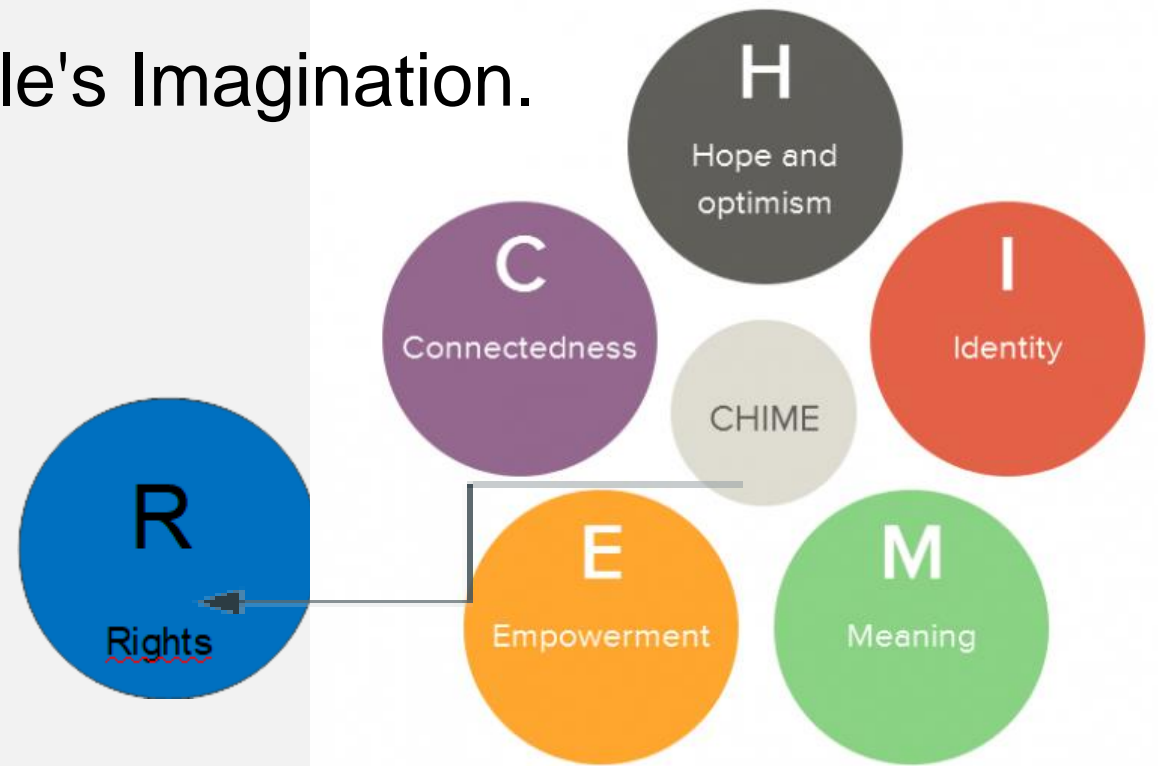 le's Imagination.
H
Hope and
optimism
C
Connectedness
I
Identity
CHIME
R
Rights
E
Empowerment
M
Meaning